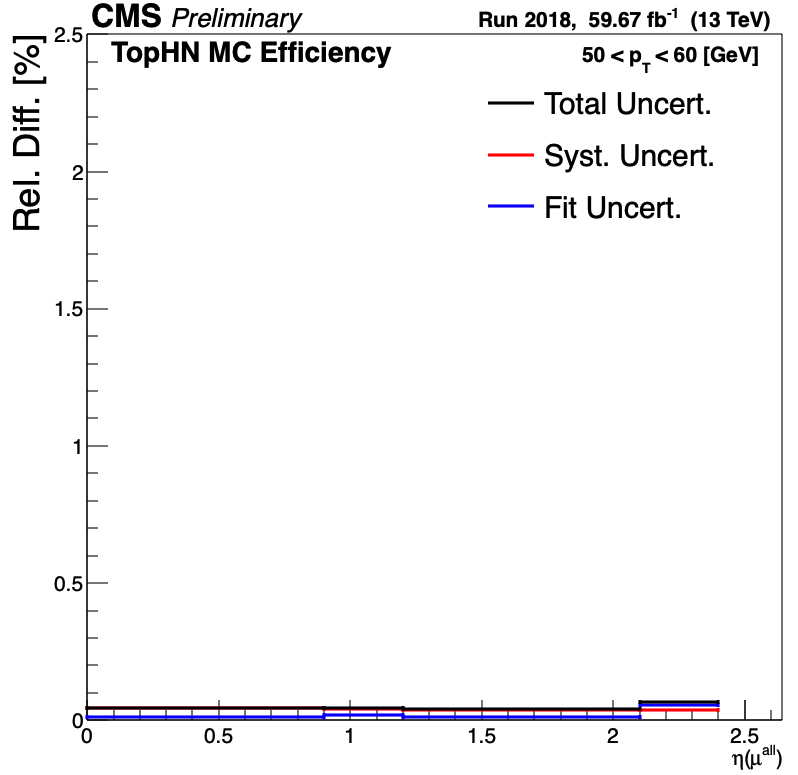 CMS Preliminary Run 2018, 59.67 fb⁻¹ (13 TeV)
TopHN MC Efficiency
50 < p_T < 60 [GeV]
Total Uncert.
Syst. Uncert.
Fit Uncert.
Rel. Diff. [%]
2.5
2
1.5
1
0.5
0
0 0.5 1 1.5 2 2.5
η(μ^all)